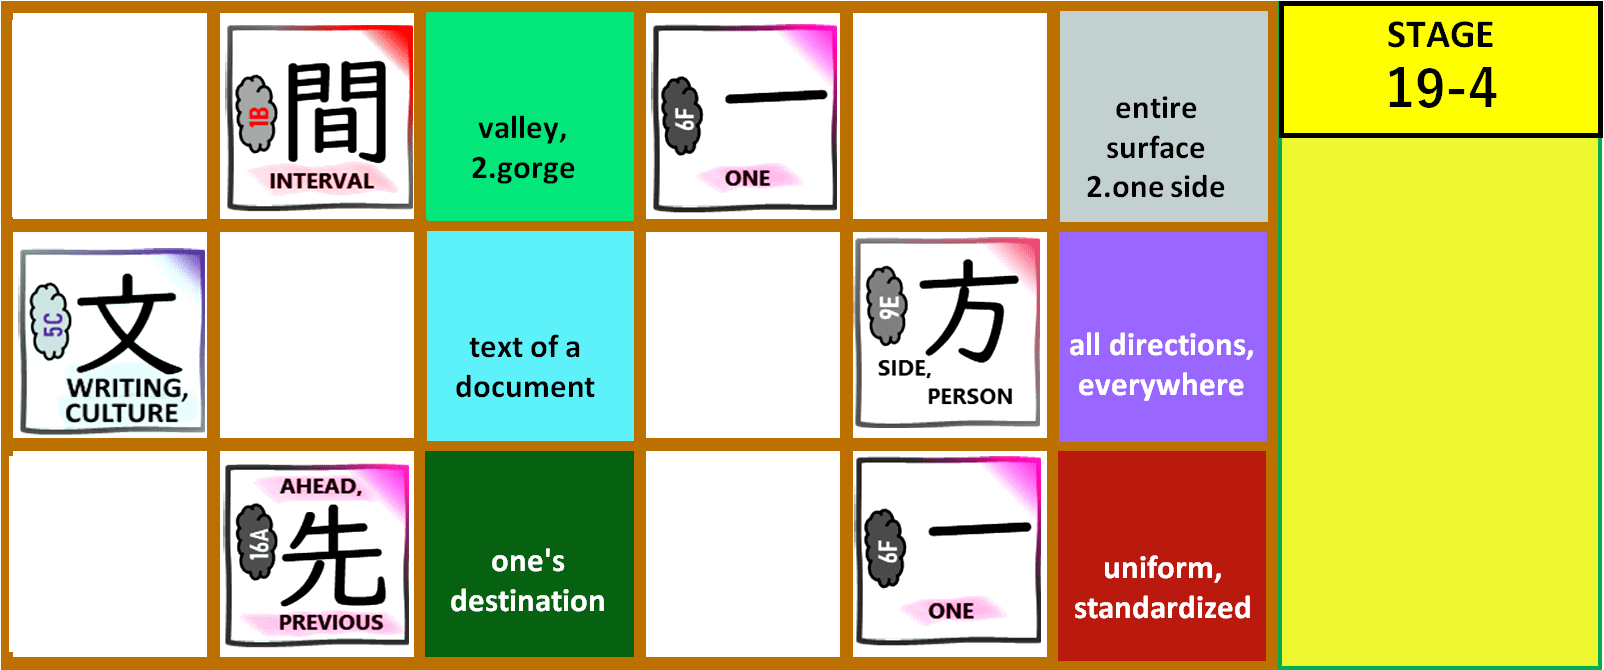 1B
間
INTERVAL
valley,
2.gorge
6F
一
ONE
entire
surface
2.one side
STAGE
19-4
5C
文
WRITING,
CULTURE
text of a
document
9E
方
SIDE,
PERSON
all directions,
everywhere
AHEAD,
16A
先
PREVIOUS
one's
destination
6F
一
ONE
uniform,
standardized